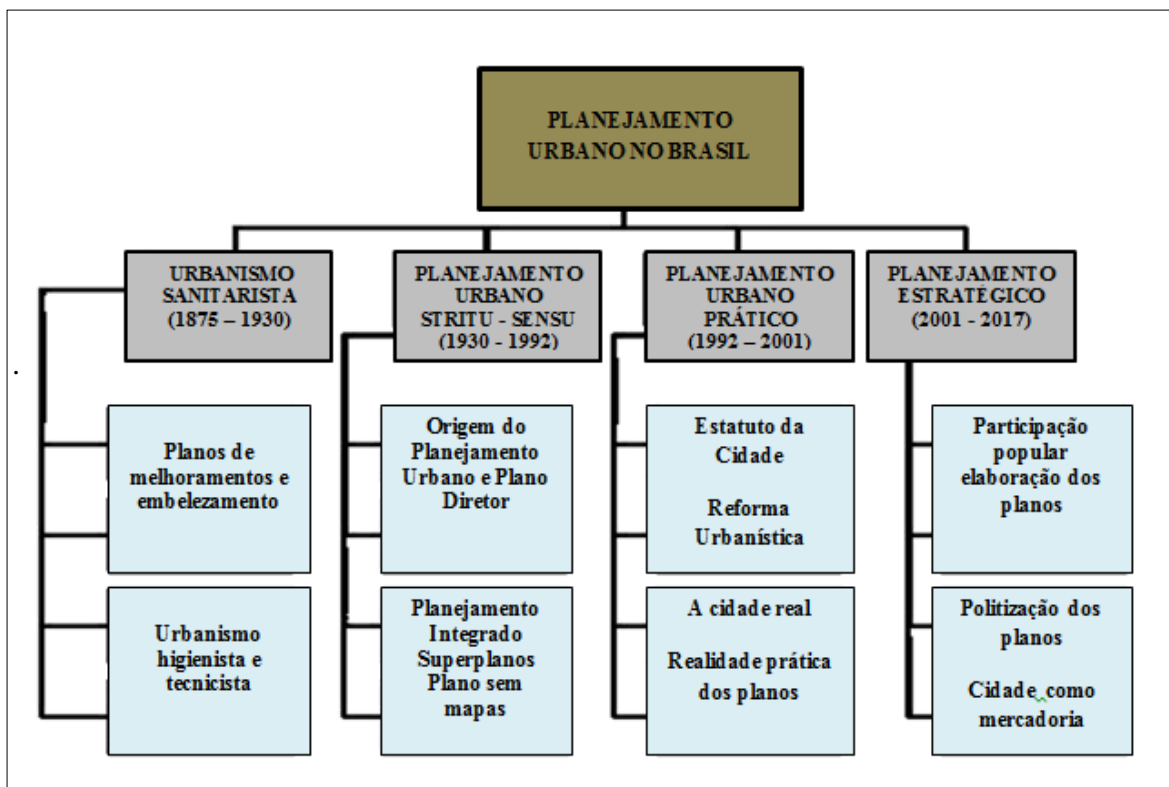 PLANEJAMENTO
URBANO NO BRASIL
URBANISMO
SANITARISTA
(1875 – 1930)
PLANEJAMENTO
URBANO
STRITU - SENSU
(1930 - 1992)
PLANEJAMENTO
URBANO
PRÁTICO
(1992 – 2001)
PLANEJAMENTO
ESTRATÉGICO
(2001 - 2017)
Planos de
melhoramentos e
embelezamento
Origem do
Planejamento
Urbano e Plano
Diretor
Estatuto da
Cidade
Reforma
Urbanística
Participação
popular
elaboração dos
planos
Urbanismo
higienista e
tecnicista
Planejamento
Integrado
Superplanos
Plano sem
mapas
A cidade real
Realidade prática
dos planos
Politização dos
planos
Cidade como
mercadoria